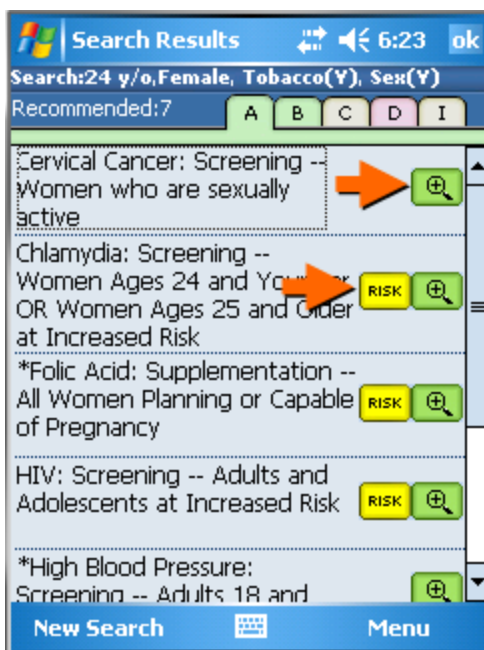 Search Results 6:23 ok
Search:24 y/o,Female, Tobacco(Y), Sex(Y)
Recommended:7 A B C D I
Cervical Cancer: Screening --
Women who are sexually
active
Chlamydia: Screening --
Women Ages 24 and
OR Women Ages 25 and Older
at Increased Risk
RISK
*Folic Acid: Supplementation --
All Women Planning or Capable
of Pregnancy
RISK
HIV: Screening -- Adults and
Adolescents at Increased Risk
RISK
*High Blood Pressure:
Screening -- Adults 18 and
New Search Menu